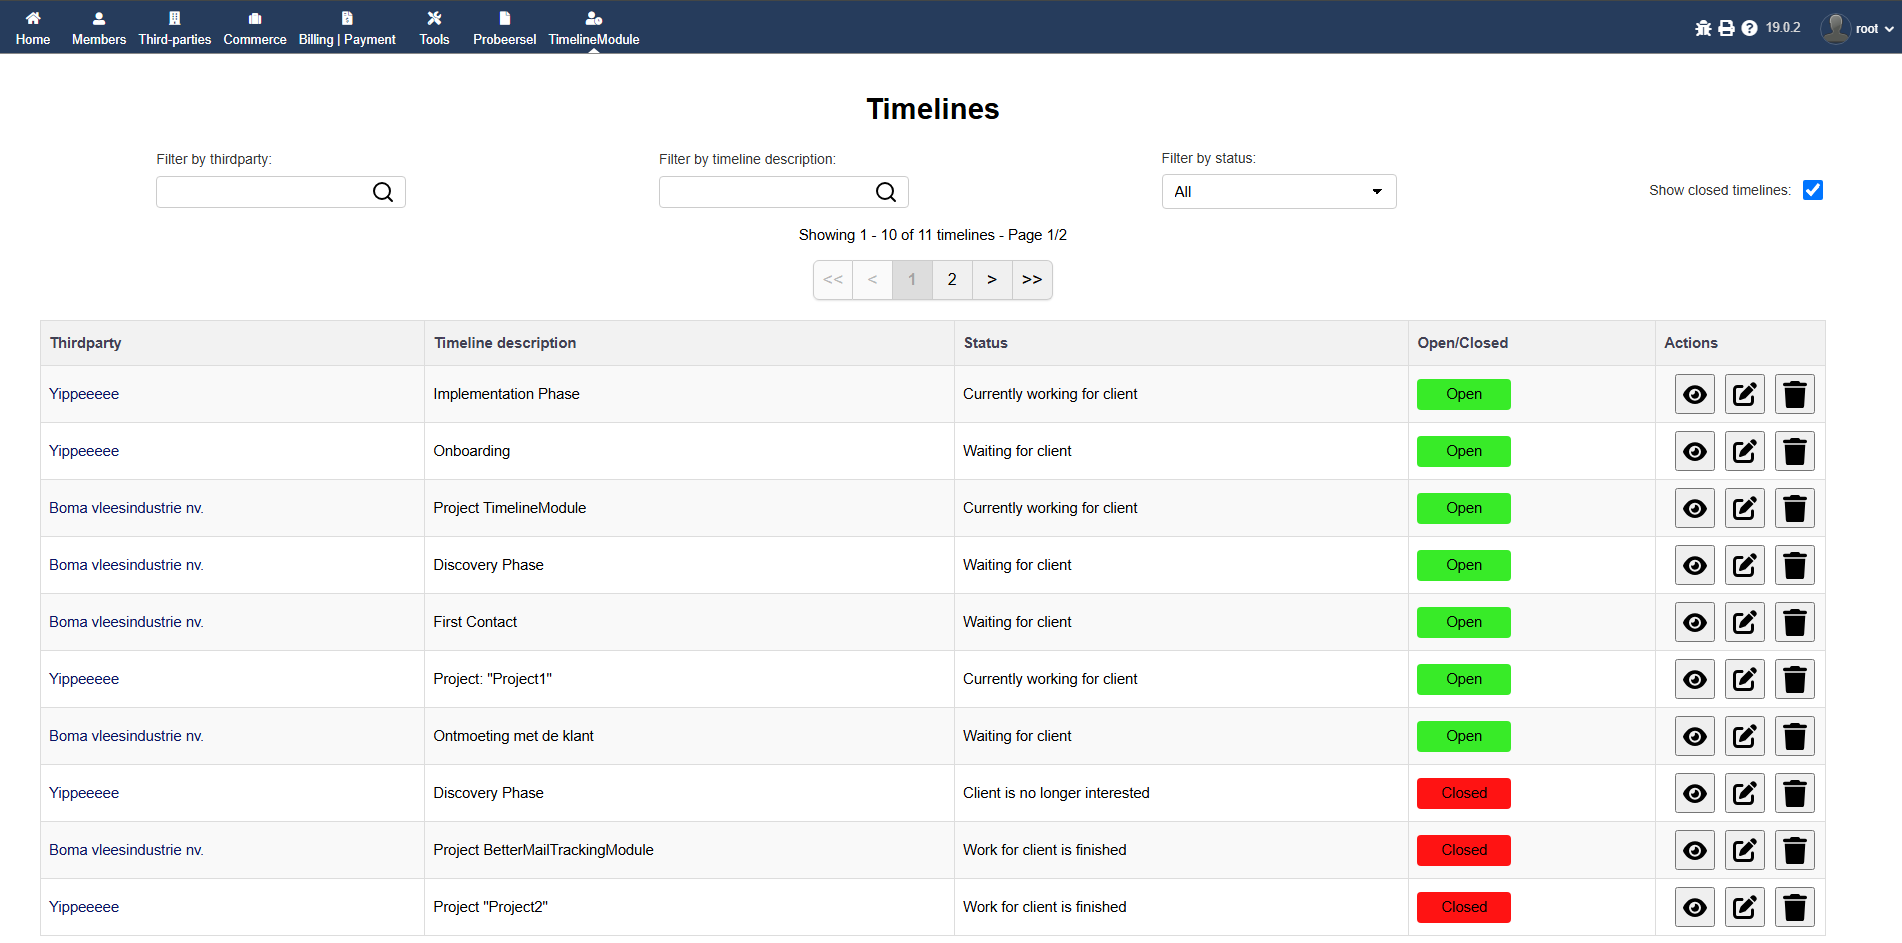 Home Members Third-parties Commerce Billing | Payment Tools Probeersel TimelineModule 19.0.2 root
Timelines
Filter by thirdparty: Filter by timeline description: Filter by status:
All
Show closed timelines:
Showing 1 - 10 of 11 timelines - Page 1/2
<< < 1 2 > >>
Thirdparty Timeline description Status Open/Closed Actions
Yippeeeee Implementation Phase Currently working for client Open
Yippeeeee Onboarding Waiting for client Open
Boma vleesindustrie nv. Project TimelineModule Currently working for client Open
Boma vleesindustrie nv. Discovery Phase Waiting for client Open
Boma vleesindustrie nv. First Contact Waiting for client Open
Yippeeeee Project: "Project1" Currently working for client Open
Boma vleesindustrie nv. Ontmoeting met de klant Waiting for client Open
Yippeeeee Discovery Phase Client is no longer interested Closed
Boma vleesindustrie nv. Project BetterMailTrackingModule Work for client is finished Closed
Yippeeeee Project "Project2" Work for client is finished Closed